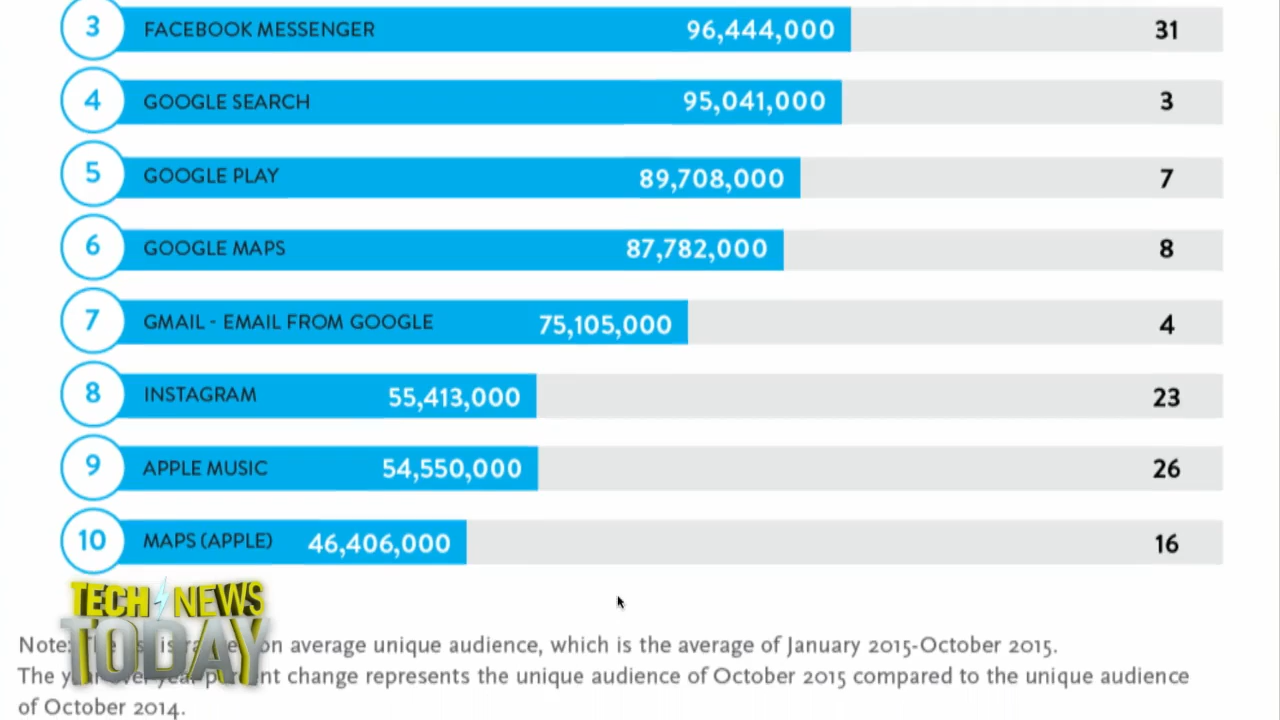 3 FACEBOOK MESSENGER 96,444,000 31
4 GOOGLE SEARCH 95,041,000 3
5 GOOGLE PLAY 89,708,000 7
6 GOOGLE MAPS 87,782,000 8
7 GMAIL - EMAIL FROM GOOGLE 75,105,000 4
8 INSTAGRAM 55,413,000 23
9 APPLE MUSIC 54,550,000 26
10 MAPS (APPLE) 46,406,000 16
TECH NEWS
TODAY
Note: on average unique audience, which is the average of January 2015-October 2015.
The change represents the unique audience of October 2015 compared to the unique audience
of October 2014.